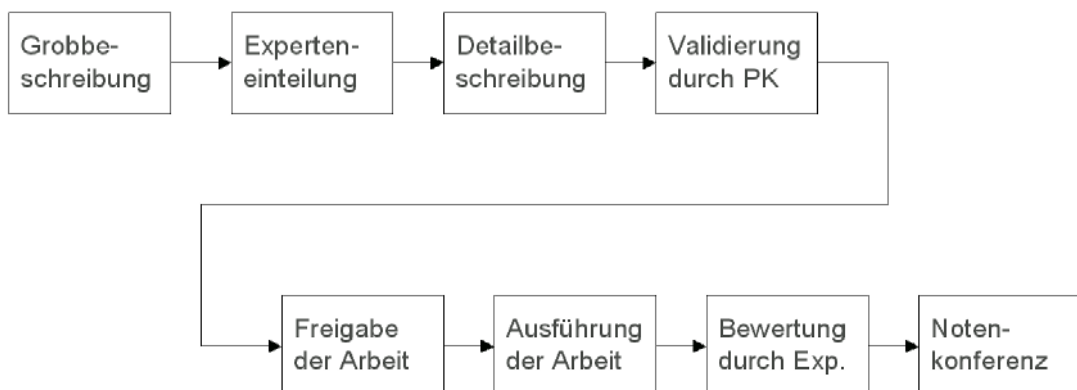 Grobbe-
schreibung
Experten-
einteilung
Detailbe-
schreibung
Validierung
durch PK
Freigabe
der Arbeit
Ausführung
der Arbeit
Bewertung
durch Exp.
Noten-
konferenz